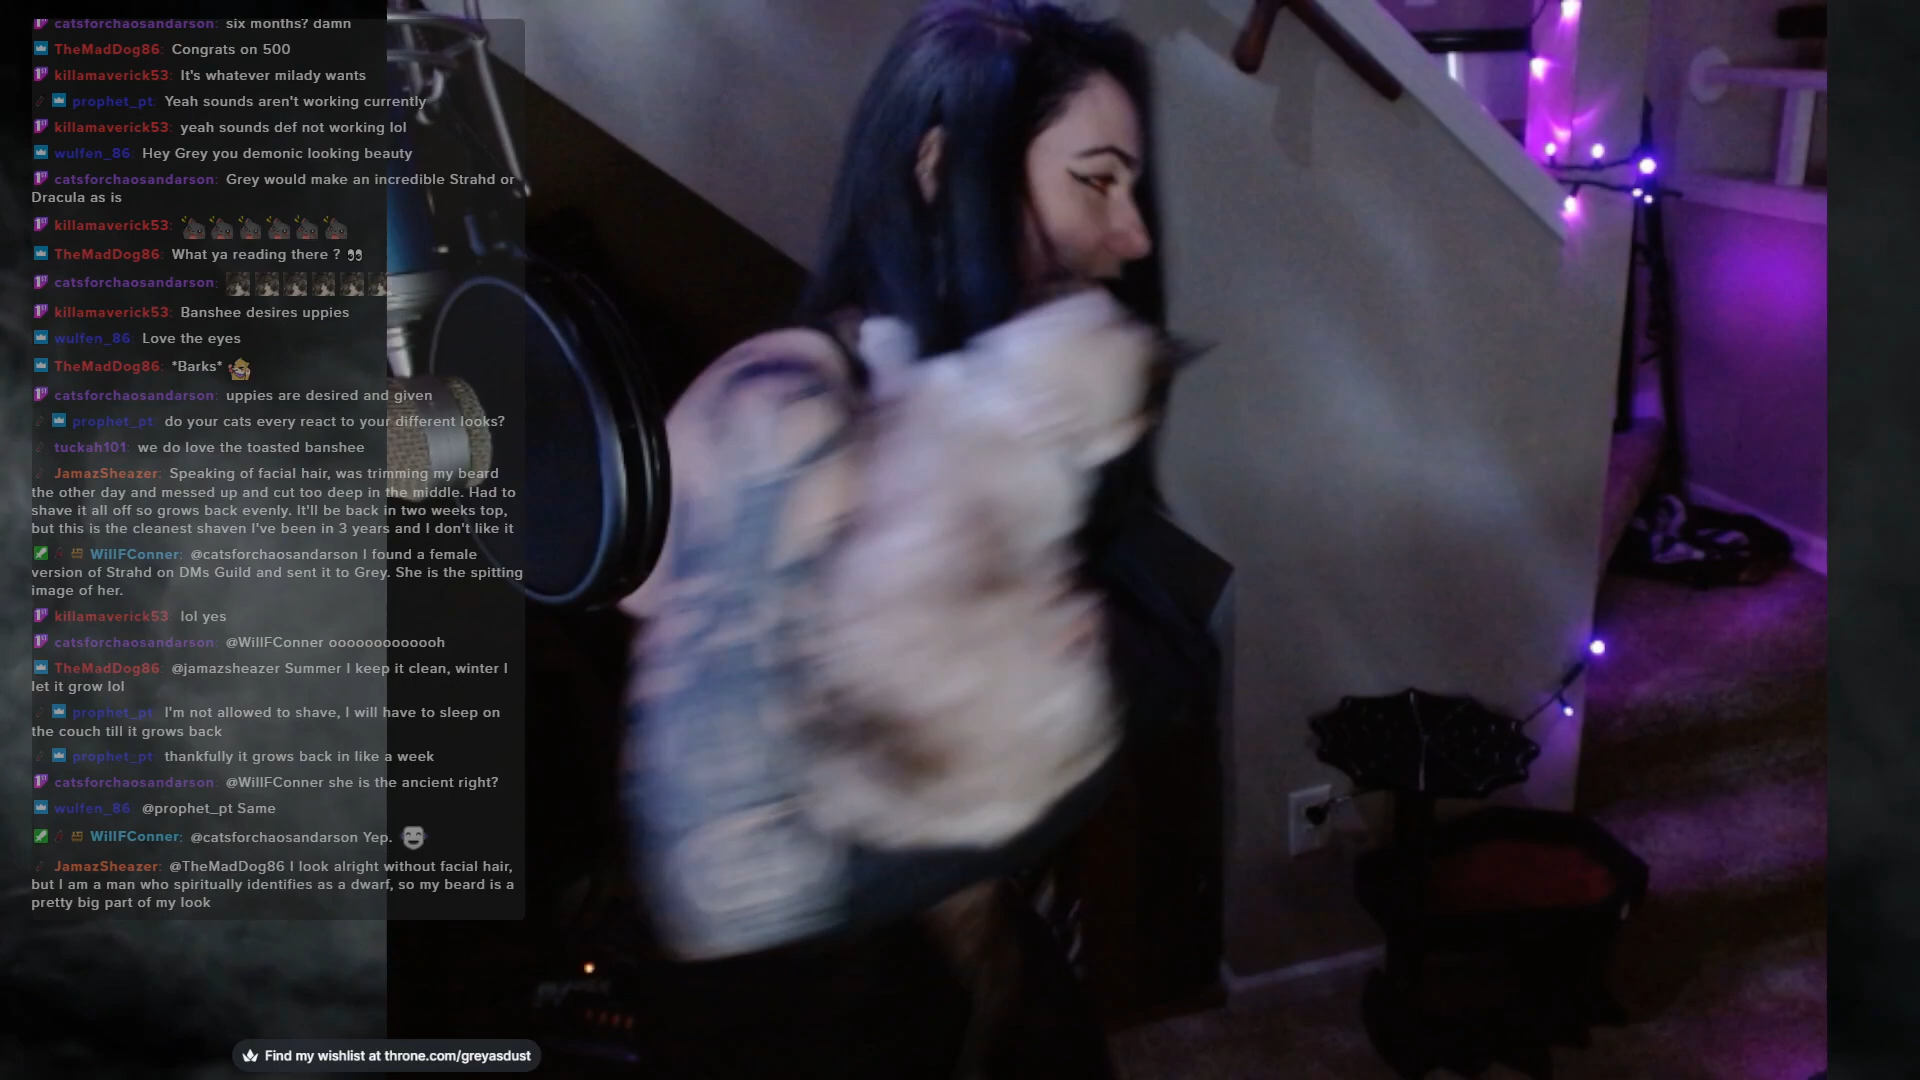 catsforchaosandarson: six months? damn
TheMadDog86: Congrats on 500
killamaverick53: It's whatever milady wants
prophet_pt: Yeah sounds aren't working currently
killamaverick53: yeah sounds def not working lol
wulfen_86: Hey Grey you demonic looking beauty
catsforchaosandarson: Grey would make an incredible Strahd or
Dracula as is
killamaverick53:
TheMadDog86: What ya reading there ? 👀
catsforchaosandarson:
killamaverick53: Banshee desires uppies
wulfen_86: Love the eyes
TheMadDog86: *Barks*
catsforchaosandarson: uppies are desired and given
prophet_pt: do your cats every react to your different looks?
tuckah101: we do love the toasted banshee
JamazSheazer: Speaking of facial hair, was trimming my beard
the other day and messed up and cut too deep in the middle. Had to
shave it all off so grows back evenly. It'll be back in two weeks top,
but this is the cleanest shaven I've been in 3 years and I don't like it
WillFConner: @catsforchaosandarson I found a female
version of Strahd on DMs Guild and sent it to Grey. She is the spitting
image of her.
killamaverick53: lol yes
catsforchaosandarson: @WillFConner ooooooooooooh
TheMadDog86: @jamazsheazer Summer I keep it clean, winter I
let it grow lol
prophet_pt: I'm not allowed to shave, I will have to sleep on
the couch till it grows back
prophet_pt: thankfully it grows back in like a week
catsforchaosandarson: @WillFConner she is the ancient right?
wulfen_86: @prophet_pt Same
WillFConner: @catsforchaosandarson Yep.
JamazSheazer: @TheMadDog86 I look alright without facial hair,
but I am a man who spiritually identifies as a dwarf, so my beard is a
pretty big part of my look
Find my wishlist at throne.com/greyasdust